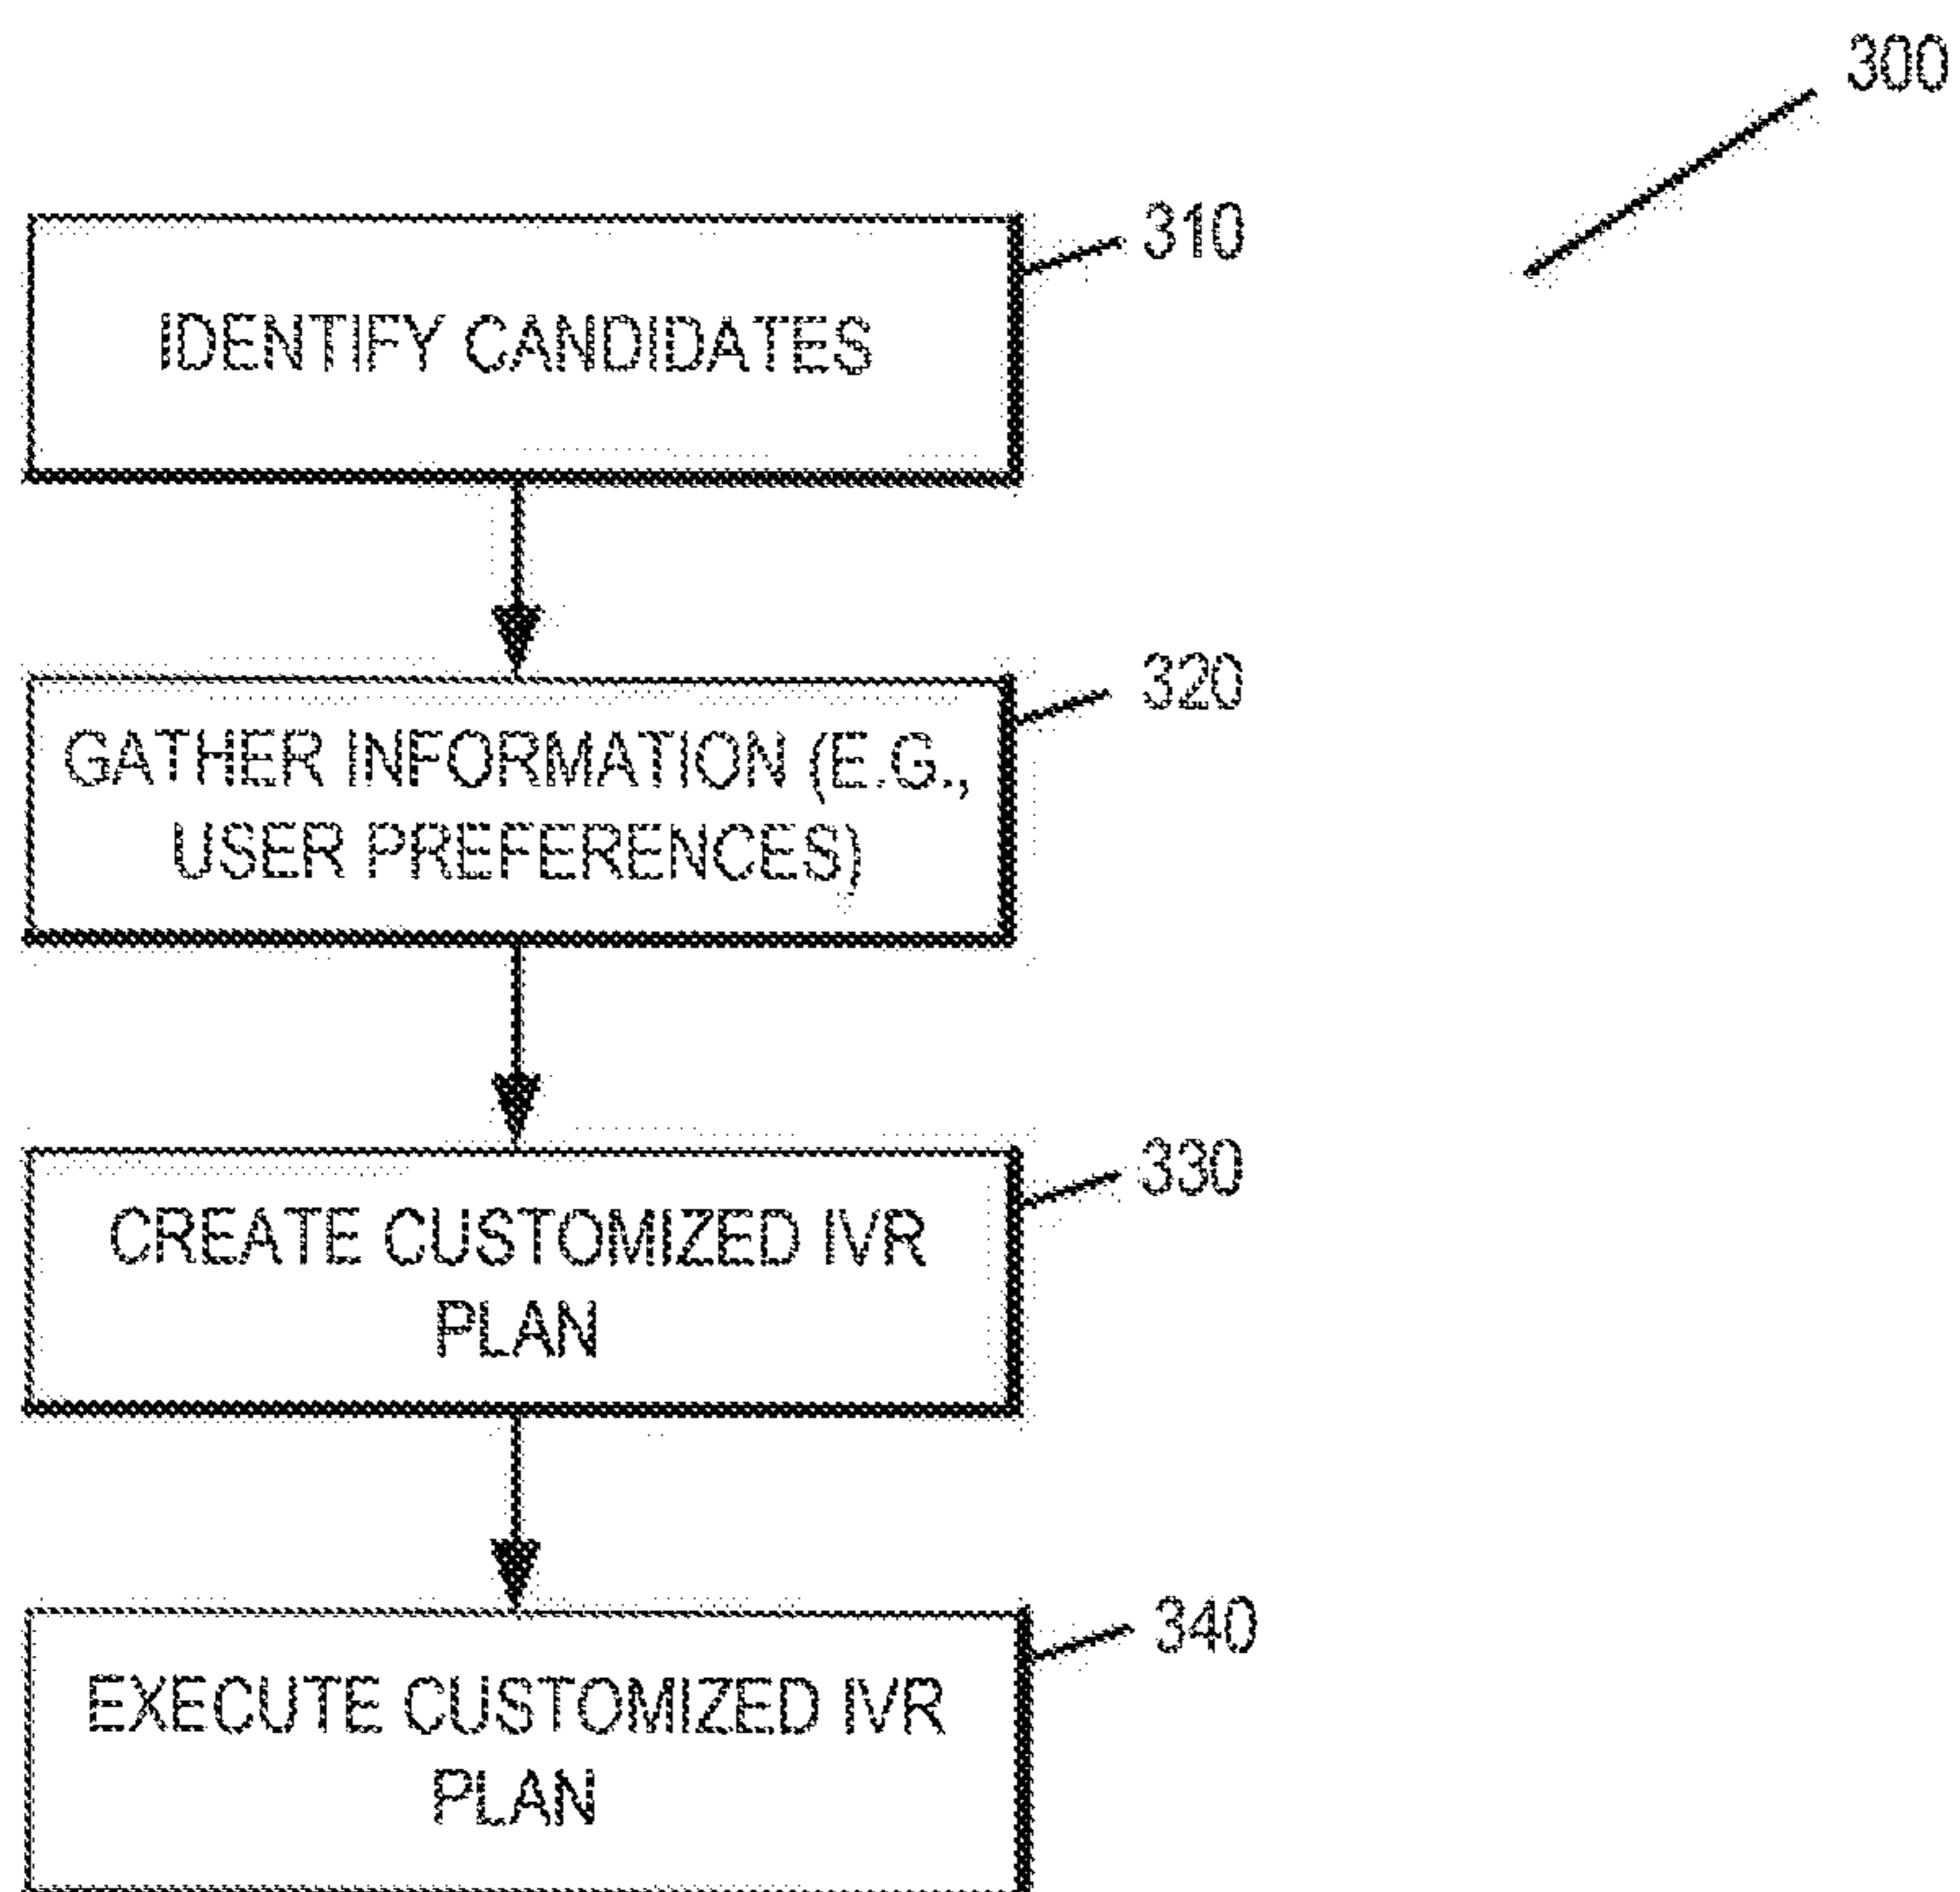 300
310
IDENTIFY CANDIDATES
320
GATHER INFORMATION (E.G.,
USER PREFERENCES)
330
CREATE CUSTOMIZED IVR
PLAN
340
EXECUTE CUSTOMIZED IVR
PLAN